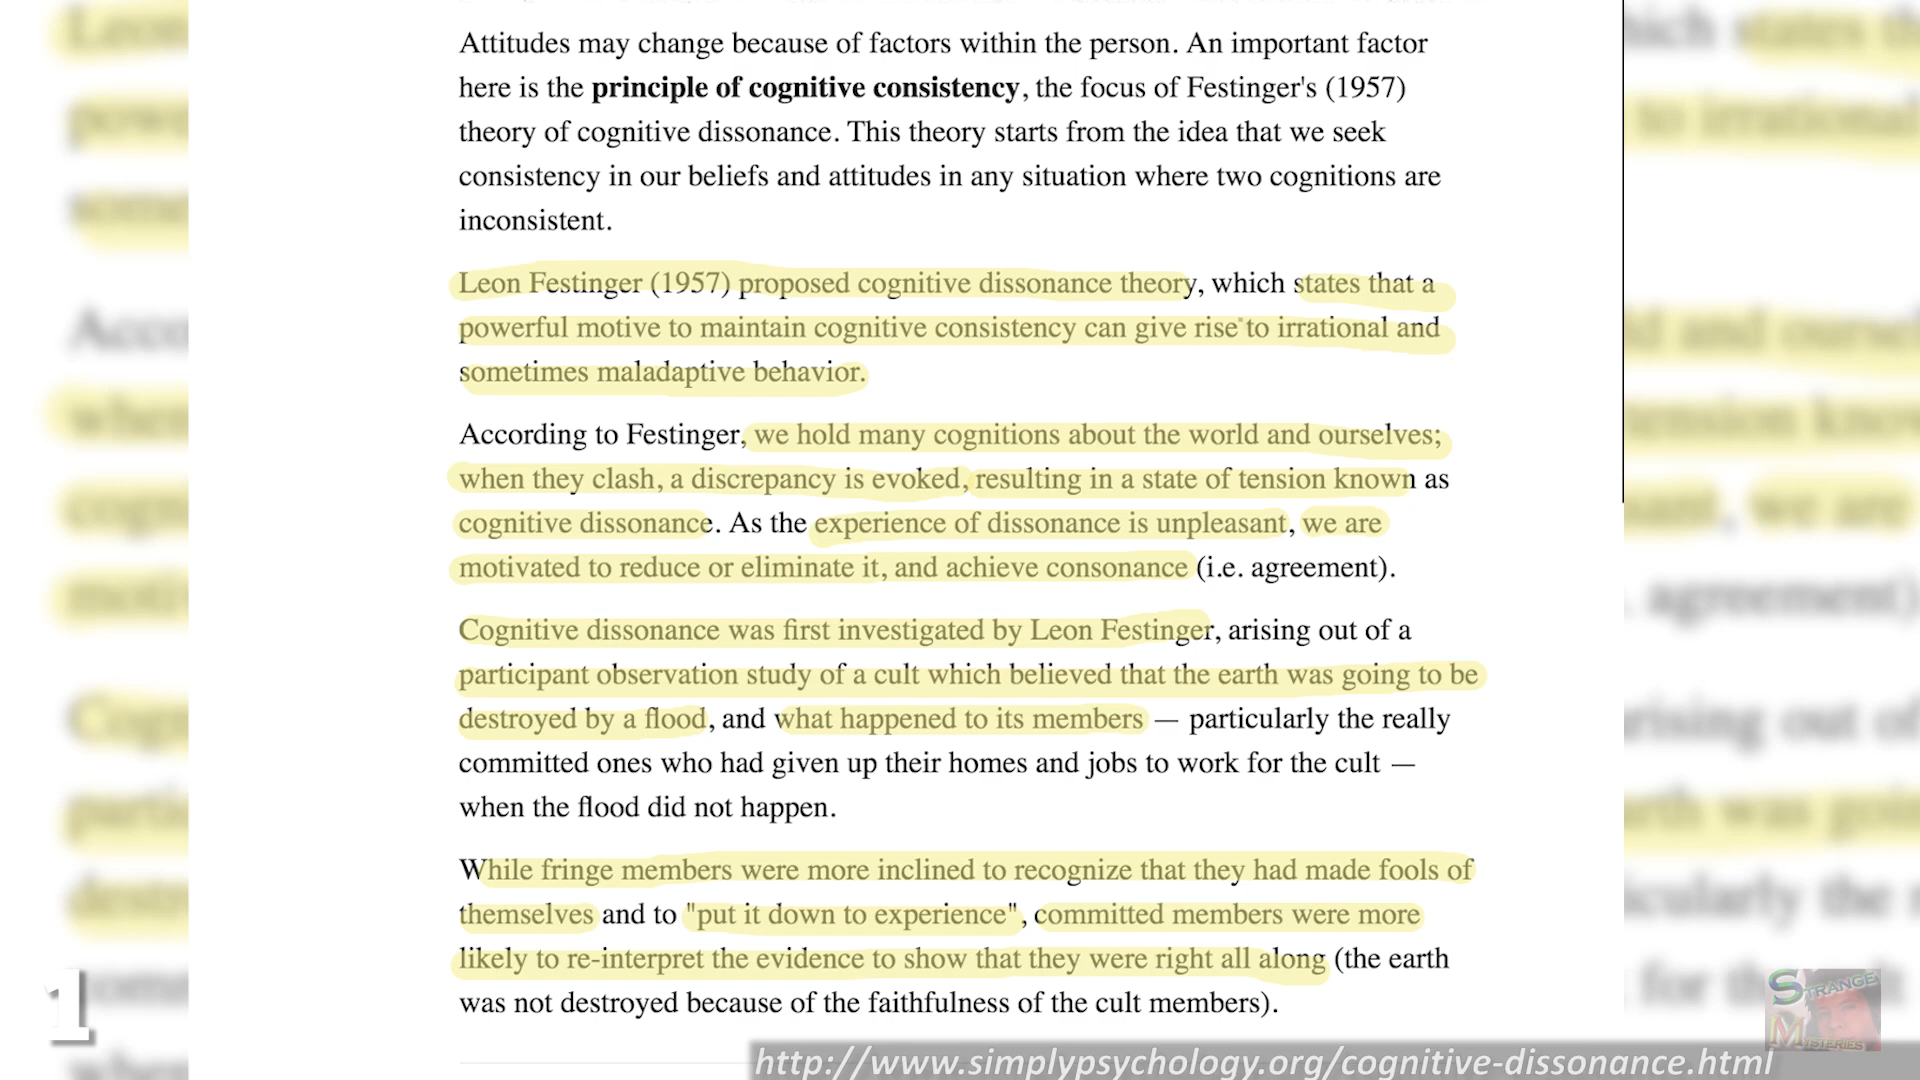 Attitudes may change because of factors within the person. An important factor
here is the principle of cognitive consistency, the focus of Festinger's (1957)
theory of cognitive dissonance. This theory starts from the idea that we seek
consistency in our beliefs and attitudes in any situation where two cognitions are
inconsistent.
Leon Festinger (1957) proposed cognitive dissonance theory, which states that a
powerful motive to maintain cognitive consistency can give rise to irrational and
sometimes maladaptive behavior.
According to Festinger, we hold many cognitions about the world and ourselves;
when they clash, a discrepancy is evoked, resulting in a state of tension known as
cognitive dissonance. As the experience of dissonance is unpleasant, we are
motivated to reduce or eliminate it, and achieve consonance (i.e. agreement).
Cognitive dissonance was first investigated by Leon Festinger, arising out of a
participant observation study of a cult which believed that the earth was going to be
destroyed by a flood, and what happened to its members — particularly the really
committed ones who had given up their homes and jobs to work for the cult —
when the flood did not happen.
While fringe members were more inclined to recognize that they had made fools of
themselves and to "put it down to experience", committed members were more
likely to re-interpret the evidence to show that they were right all along (the earth
was not destroyed because of the faithfulness of the cult members).
1
STRANGE
MYSTERIES
http://www.simplypsychology.org/cognitive-dissonance.html